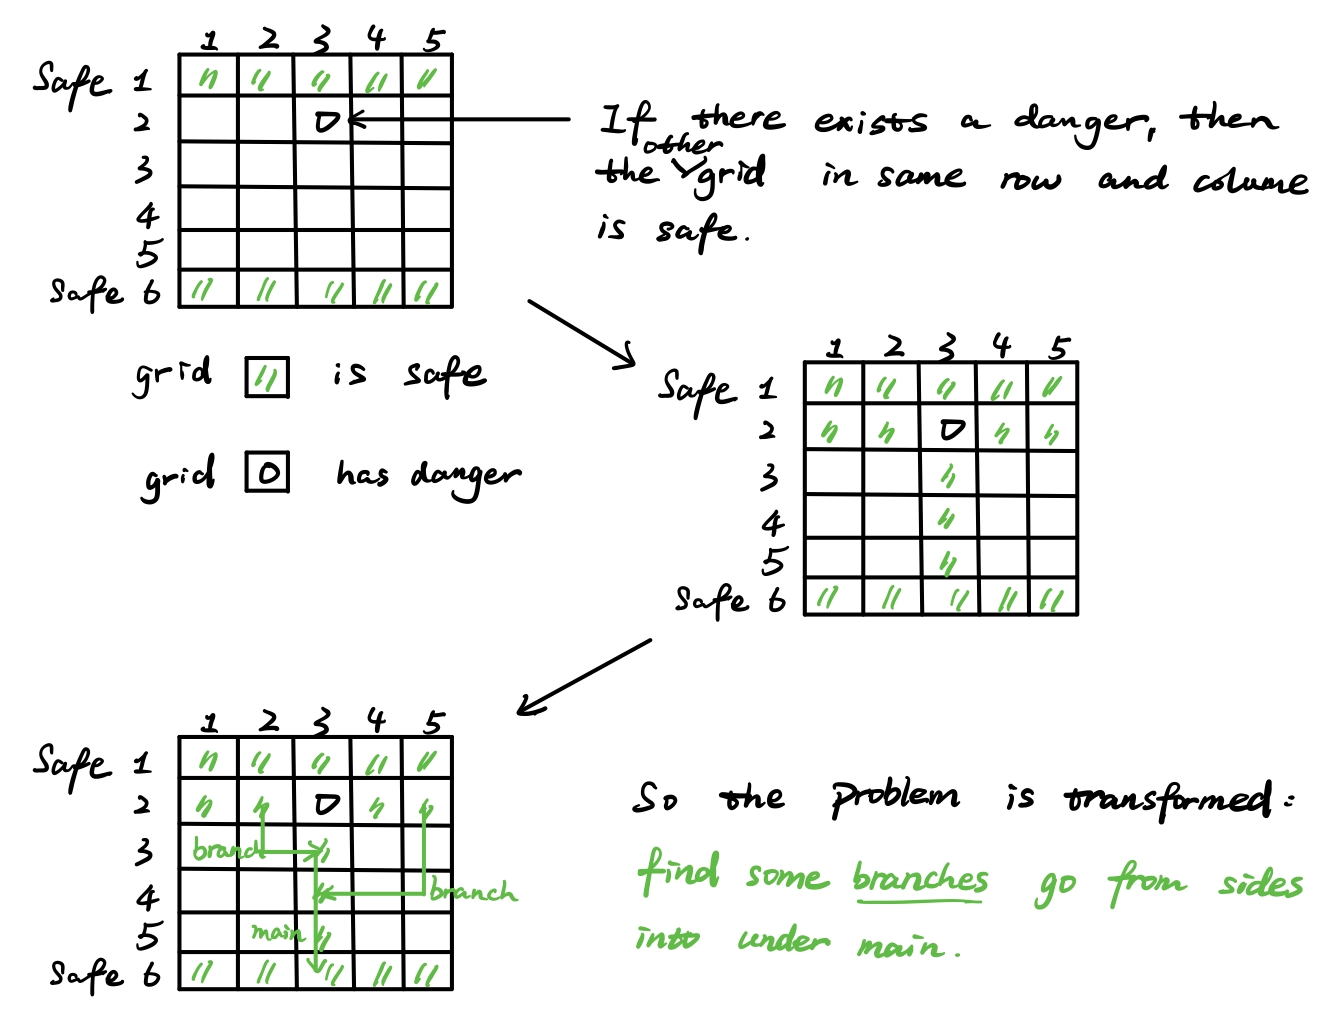 1 2 3 4 5
Safe 1
2
3
4
5
Safe 6
If there exists a danger, then
other
the grid in same row and colume
is safe.
grid is safe
grid 0 has danger
1 2 3 4 5
Safe 1
2
3
4
5
Safe 6
1 2 3 4 5
Safe 1
2
3
branch
4
branch
5
main
Safe 6
So the problem is transformed:
find some branches go from sides
into under main.